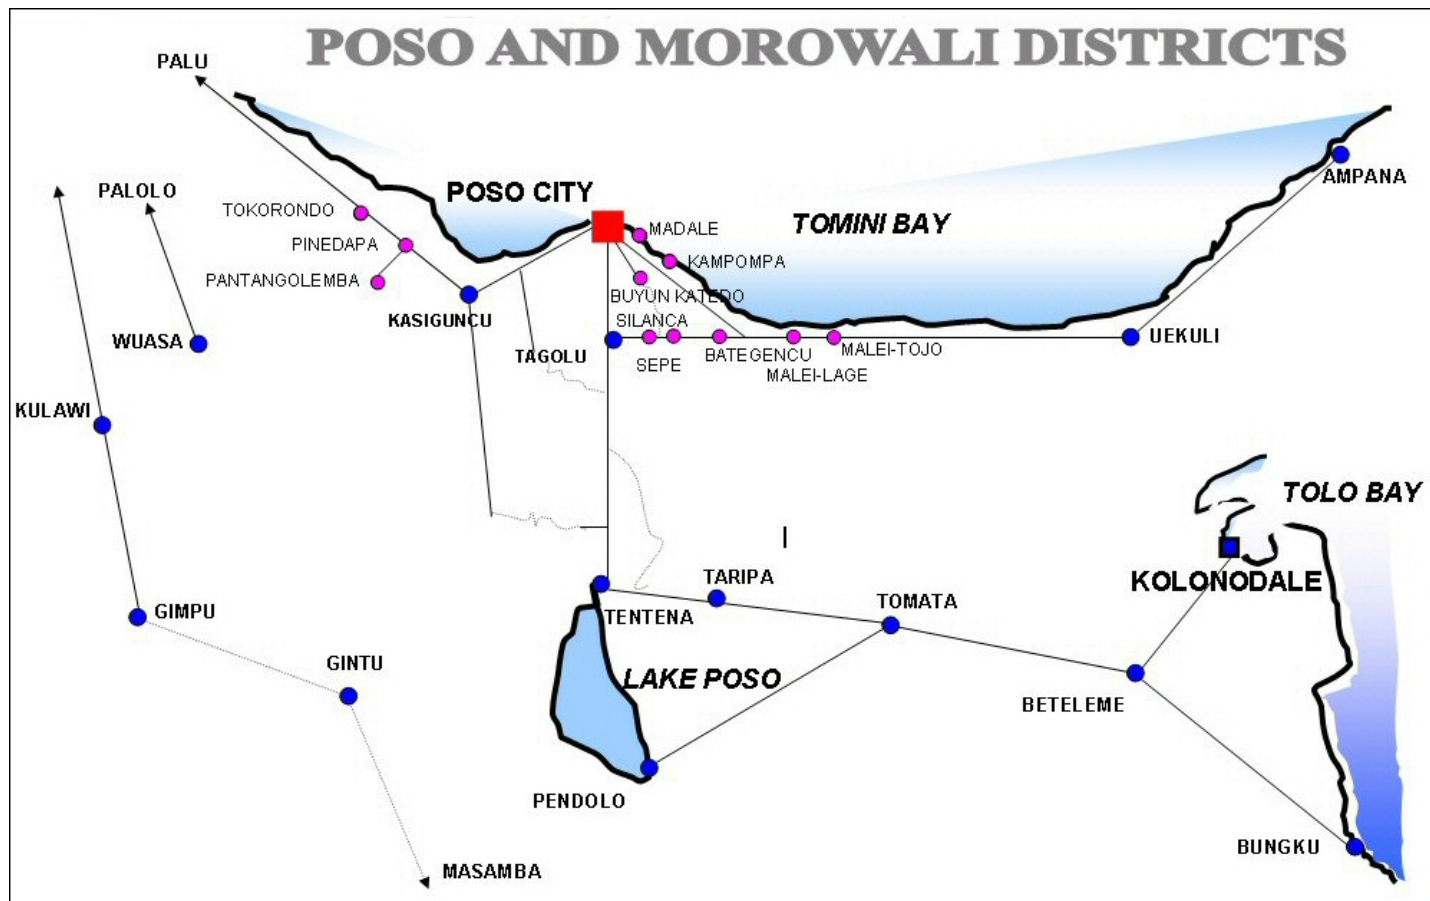 POSO AND MOROWALI DISTRICTS
PALU
PALOLO
POSO CITY
AMPANA
TOKORONDO
MADALE
TOMINI BAY
PINEDAPA
KAMPOMPA
PANTANGOLEMBA
BUYUN KATEDO
KASIGUNCU
SILANCA
WUASA
TAGOLU
SEPE
BATEGENCU
MALEI-TOJO
UEKULI
MALEI-LAGE
KULAWI
TOLO BAY
TARIPA
KOLONODALE
GIMPU
TENTENA
TOMATA
GINTU
LAKE POSO
BETELEME
PENDOLO
BUNGKU
MASAMBA